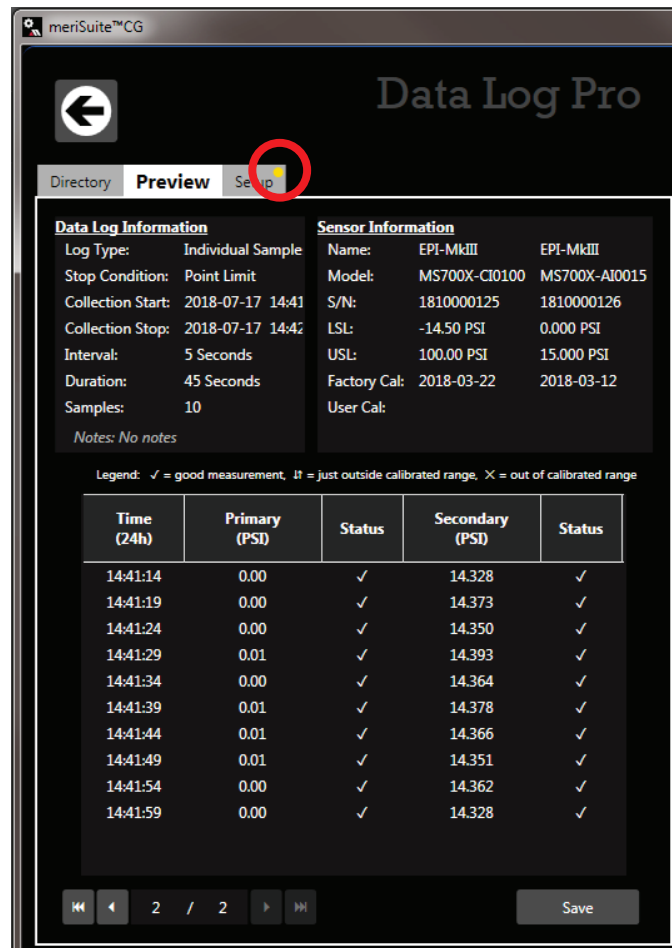 meriSuite™CG
Data Log Pro
Directory Preview Setup
Data Log Information
Log Type: Individual Sample
Stop Condition: Point Limit
Collection Start: 2018-07-17 14:41
Collection Stop: 2018-07-17 14:42
Interval: 5 Seconds
Duration: 45 Seconds
Samples: 10
Notes: No notes
Sensor Information
Name: EPI-MkIII EPI-MkIII
Model: MS700X-CI0100 MS700X-AI0015
S/N: 1810000125 1810000126
LSL: -14.50 PSI 0.000 PSI
USL: 100.00 PSI 15.000 PSI
Factory Cal: 2018-03-22 2018-03-12
User Cal:
Legend: ✓ = good measurement, ↓↑ = just outside calibrated range, ✕ = out of calibrated range
Time Primary Status Secondary Status
(24h) (PSI) (PSI)
14:41:14 0.00 ✓ 14.328 ✓
14:41:19 0.00 ✓ 14.373 ✓
14:41:24 0.00 ✓ 14.350 ✓
14:41:29 0.01 ✓ 14.393 ✓
14:41:34 0.00 ✓ 14.364 ✓
14:41:39 0.01 ✓ 14.378 ✓
14:41:44 0.01 ✓ 14.366 ✓
14:41:49 0.01 ✓ 14.351 ✓
14:41:54 0.00 ✓ 14.362 ✓
14:41:59 0.00 ✓ 14.328 ✓
2 / 2
Save